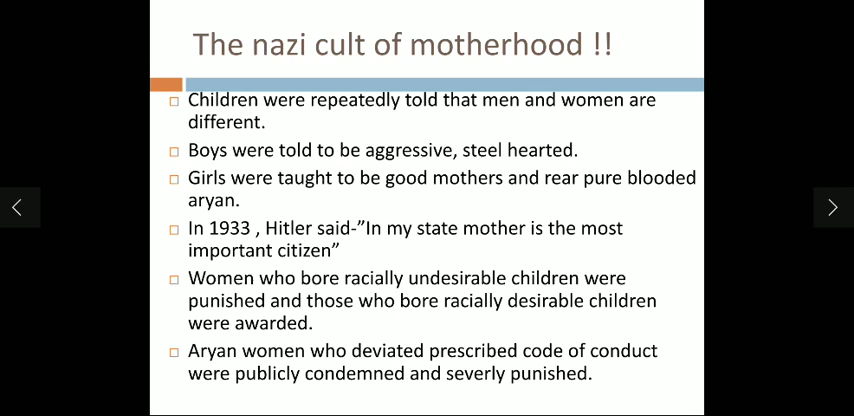 The nazi cult of motherhood !!
Children were repeatedly told that men and women are
different.
Boys were told to be aggressive, steel hearted.
Girls were taught to be good mothers and rear pure blooded
aryan.
In 1933 , Hitler said-”In my state mother is the most
important citizen”
Women who bore racially undesirable children were
punished and those who bore racially desirable children
were awarded.
Aryan women who deviated prescribed code of conduct
were publicly condemned and severly punished.